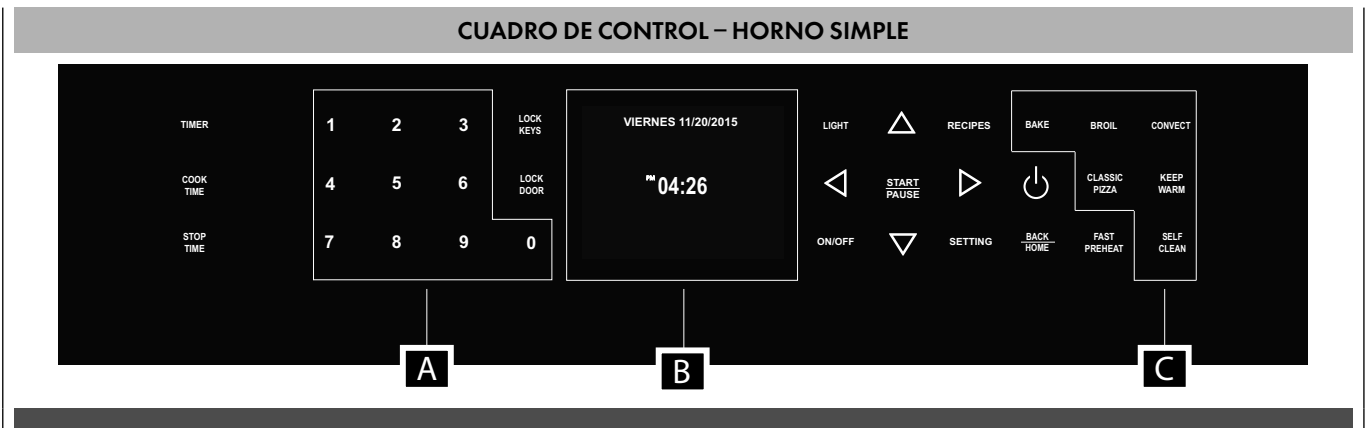 CUADRO DE CONTROL – HORNO SIMPLE
TIMER
1 2 3
LOCK
KEYS
VIERNES 11/20/2015
LIGHT
RECIPES
BAKE
BROIL
CONVECT
COOK
TIME
4 5 6
LOCK
DOOR
PM 04:26
START
PAUSE
CLASSIC
PIZZA
KEEP
WARM
STOP
TIME
7 8 9 0
ON/OFF
SETTING
BACK
HOME
FAST
PREHEAT
SELF
CLEAN
A
B
C